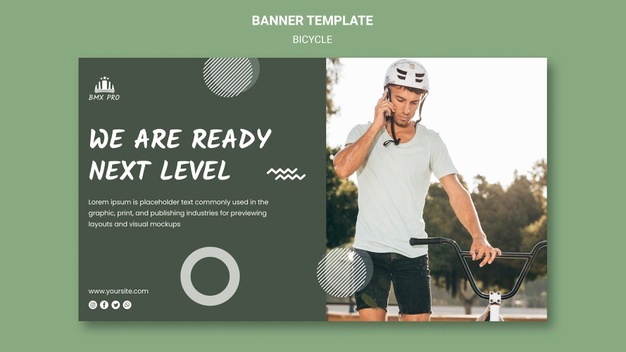 BANNER TEMPLATE
BICYCLE
BMX PRO
WE ARE READY
NEXT LEVEL
Lorem ipsum is placeholder text commonly used in the
graphic, print, and publishing industries for previewing
layouts and visual mockups
www.yoursite.com